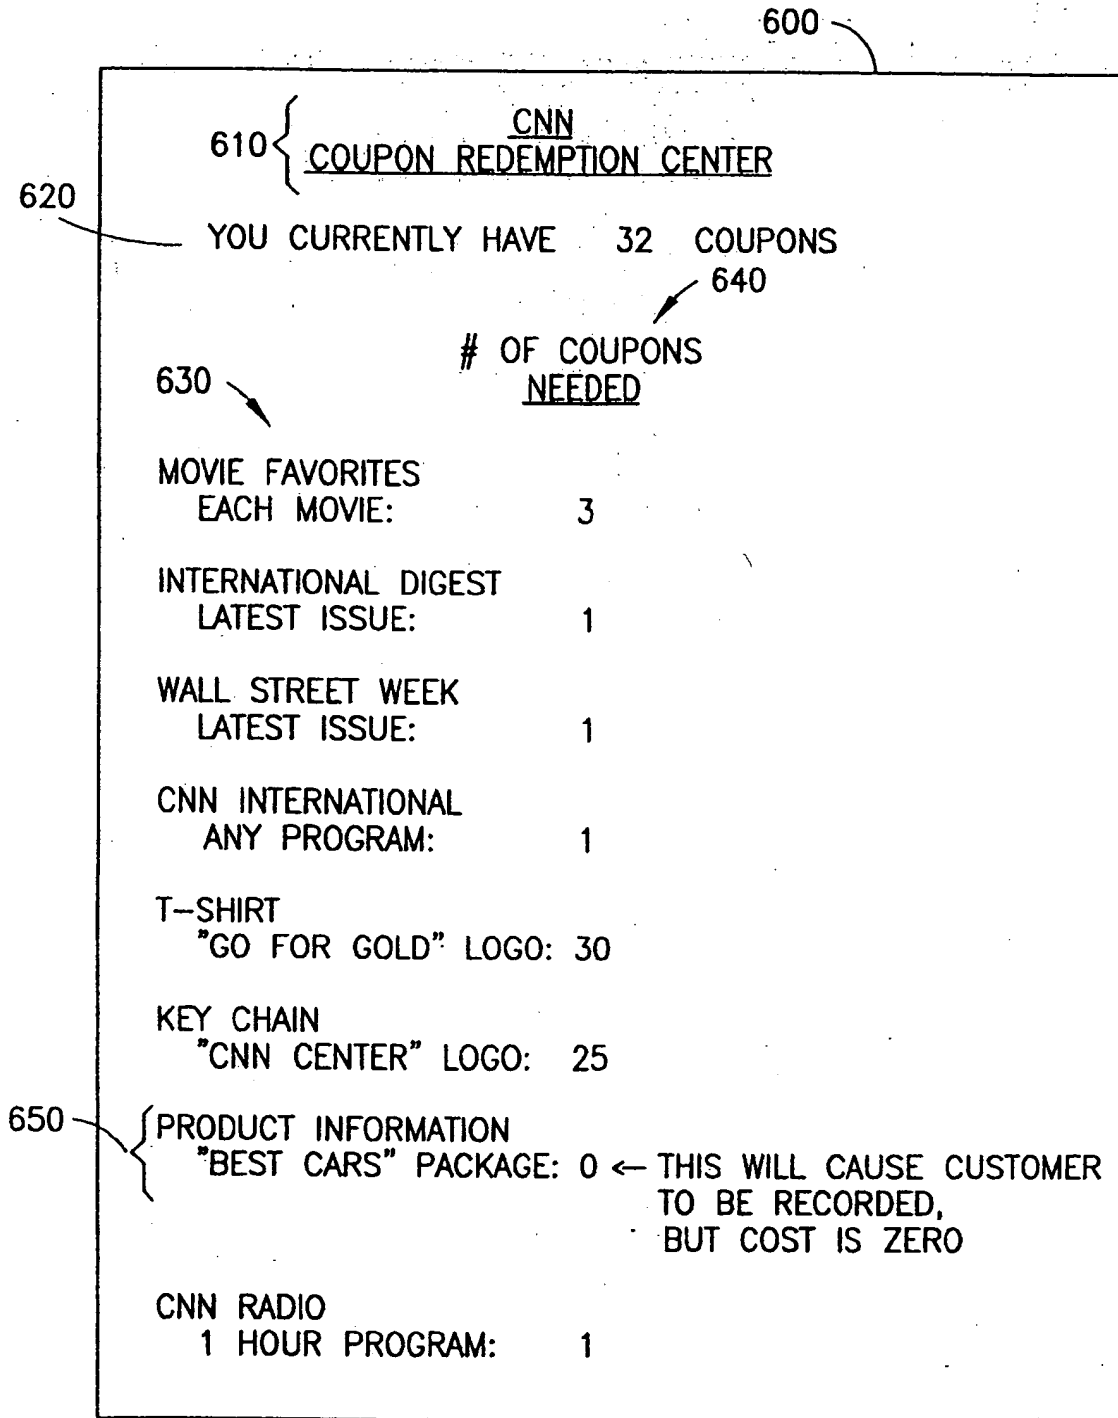 600
610 CNN
COUPON REDEMPTION CENTER
620
YOU CURRENTLY HAVE 32 COUPONS
640
# OF COUPONS
NEEDED
630
MOVIE FAVORITES
EACH MOVIE: 3
INTERNATIONAL DIGEST
LATEST ISSUE: 1
WALL STREET WEEK
LATEST ISSUE: 1
CNN INTERNATIONAL
ANY PROGRAM: 1
T-SHIRT
"GO FOR GOLD" LOGO: 30
KEY CHAIN
"CNN CENTER" LOGO: 25
650 PRODUCT INFORMATION
"BEST CARS" PACKAGE: 0 ← THIS WILL CAUSE CUSTOMER
TO BE RECORDED,
BUT COST IS ZERO
CNN RADIO
1 HOUR PROGRAM: 1